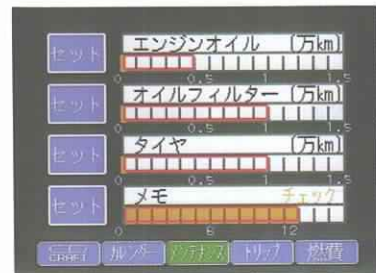 セット エンジンオイル (万km)
0 0.5 1 1.5
セット オイルフィルター (万km)
0 0.5 1 1.5
セット タイヤ (万km)
0 0.5 1 1.5
セット メモ チェック
0 6 12
CRAFT カレンダー メンテナンス トリップ 燃費